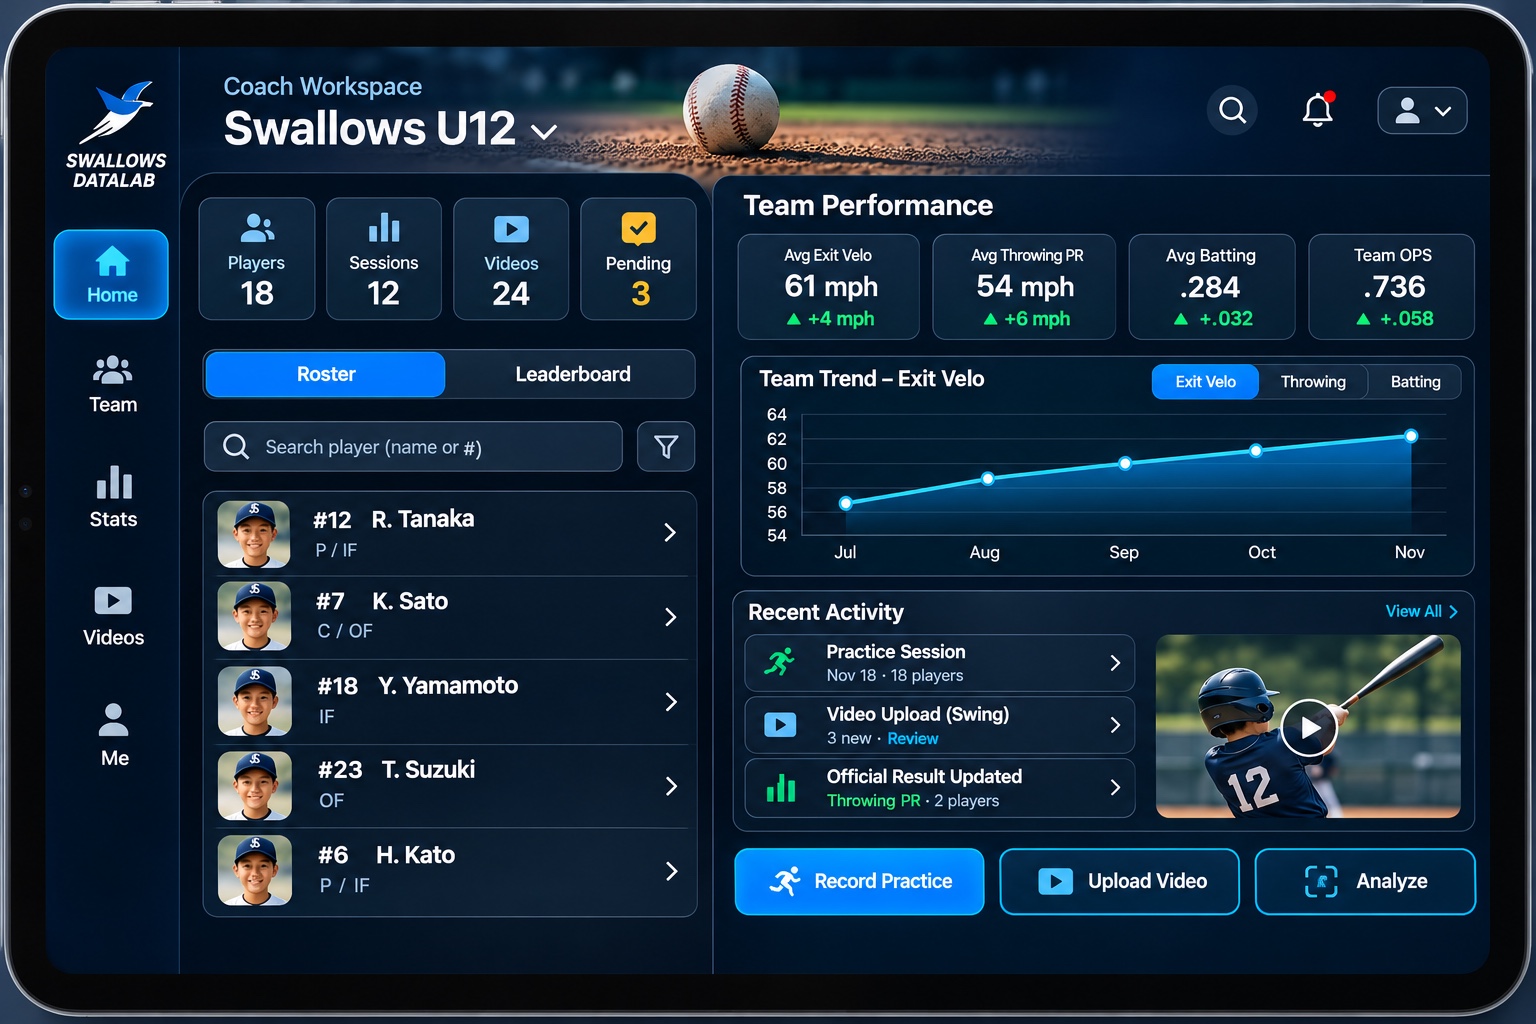 SWALLOWS
DATALAB
Home
Team
Stats
Videos
Me
Coach Workspace
Swallows U12
Players
18
Sessions
12
Videos
24
Pending
3
Roster
Leaderboard
Search player (name or #)
#12 R. Tanaka
P / IF
#7 K. Sato
C / OF
#18 Y. Yamamoto
IF
#23 T. Suzuki
OF
#6 H. Kato
P / IF
Team Performance
Avg Exit Velo
61 mph
▲ +4 mph
Avg Throwing PR
54 mph
▲ +6 mph
Avg Batting
.284
▲ +.032
Team OPS
.736
▲ +.058
Team Trend – Exit Velo
Exit Velo
Throwing
Batting
64
62
60
58
56
54
Jul
Aug
Sep
Oct
Nov
Recent Activity
View All
Practice Session
Nov 18 · 18 players
Video Upload (Swing)
3 new · Review
Official Result Updated
Throwing PR · 2 players
12
Record Practice
Upload Video
Analyze